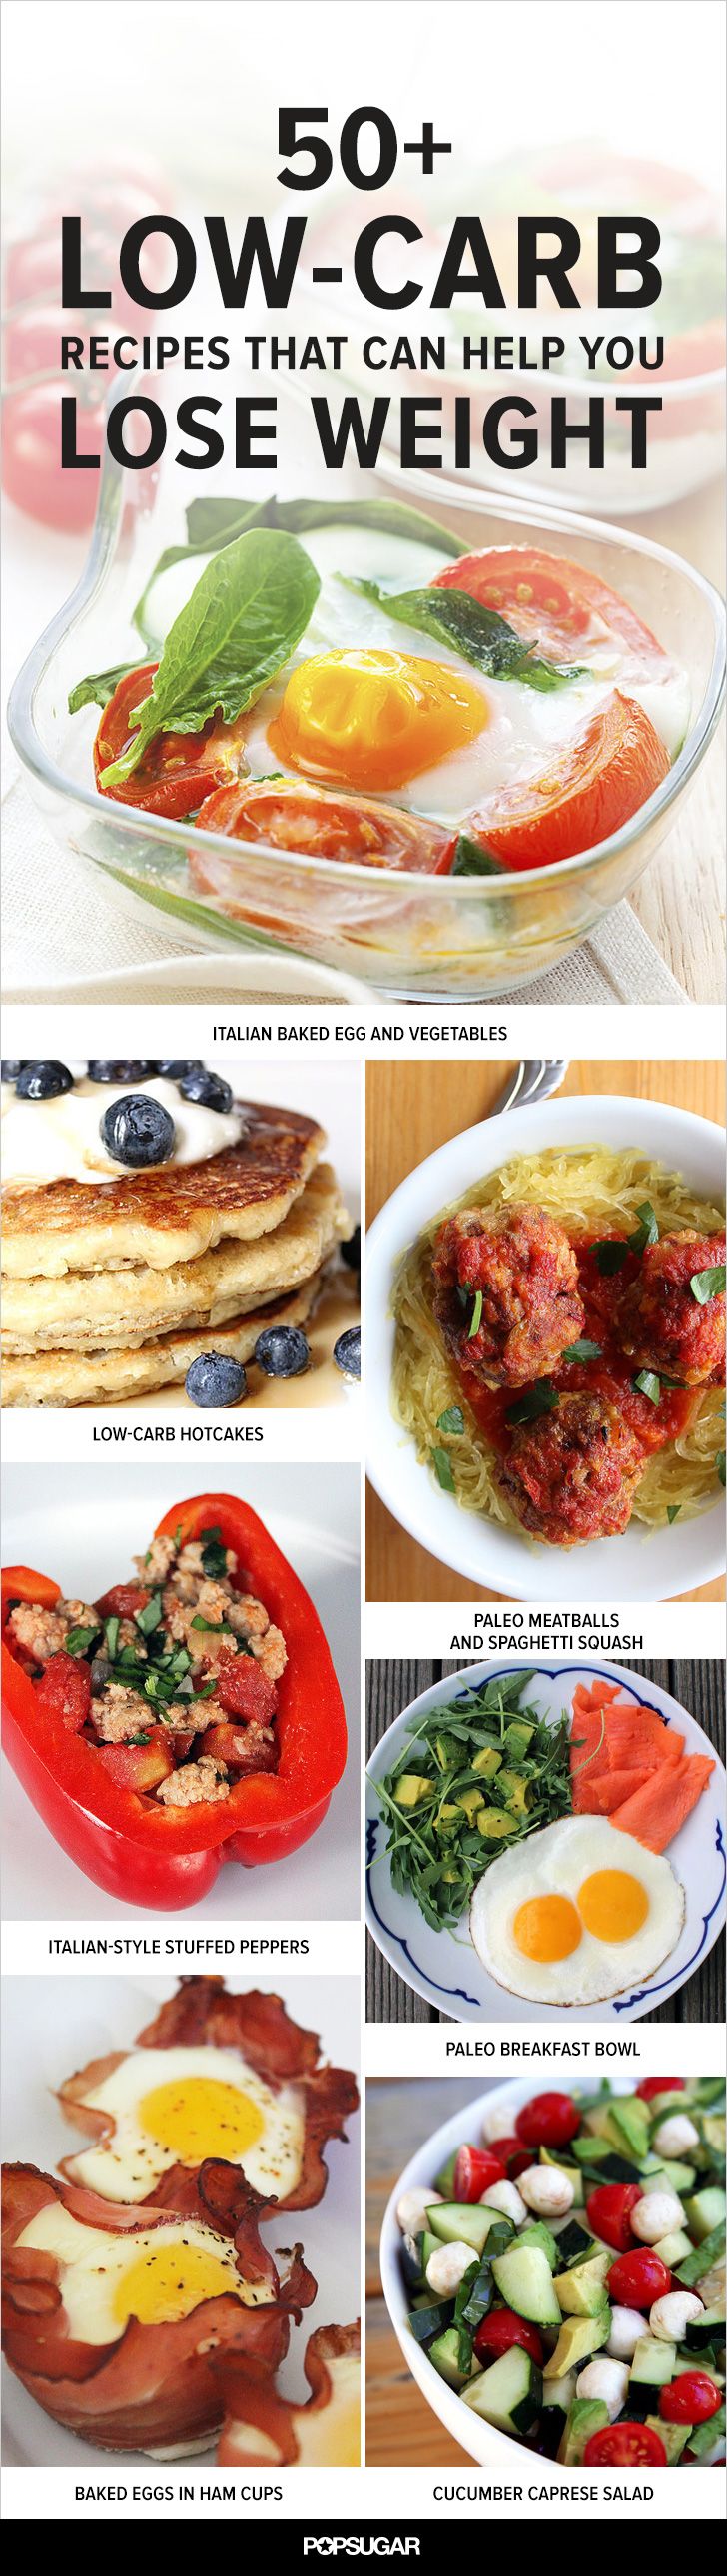 50+
LOW-CARB
RECIPES THAT CAN HELP YOU
LOSE WEIGHT
ITALIAN BAKED EGG AND VEGETABLES
LOW-CARB HOTCAKES
PALEO MEATBALLS
AND SPAGHETTI SQUASH
ITALIAN-STYLE STUFFED PEPPERS
PALEO BREAKFAST BOWL
BAKED EGGS IN HAM CUPS
CUCUMBER CAPRESE SALAD
POPSUGAR